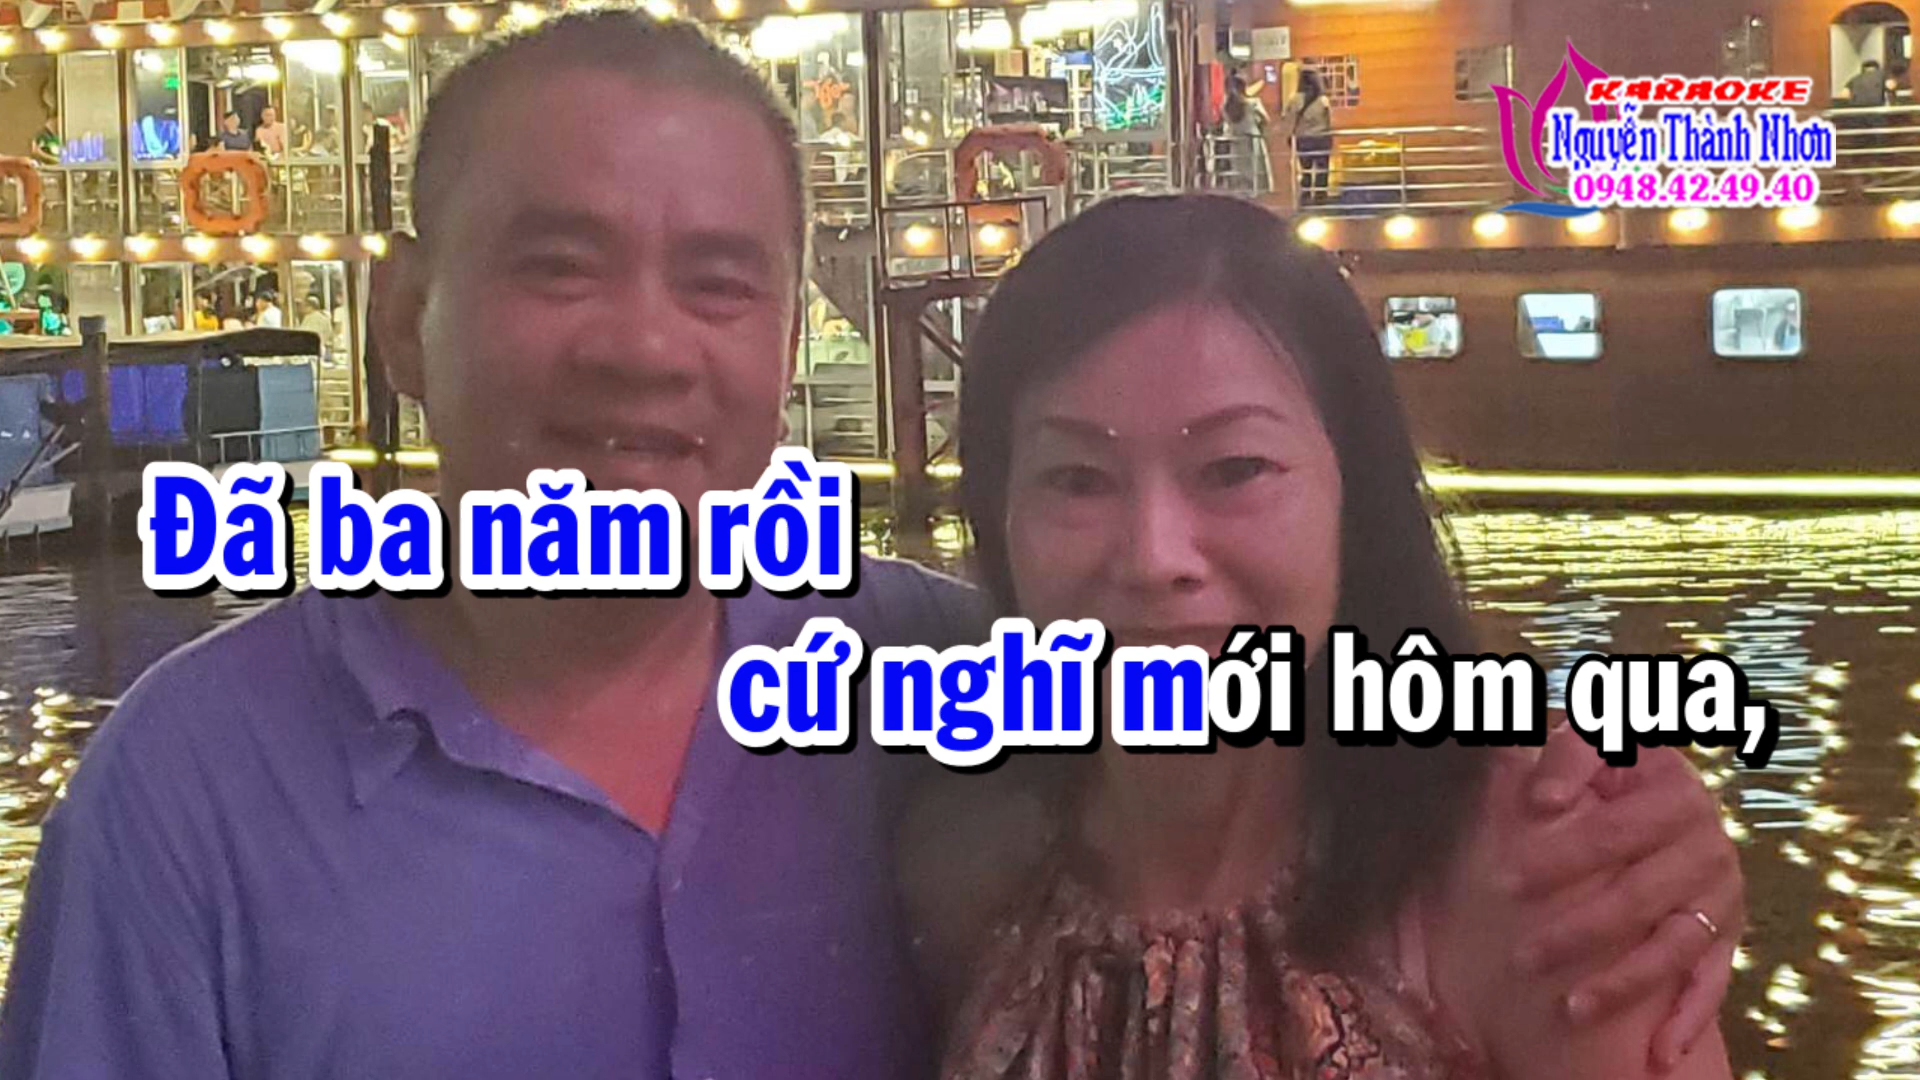 KARAOKE
Nguyễn Thành Nhơn
0948.42.49.40
Đã ba năm rồi
cứ nghĩ mới hôm qua,